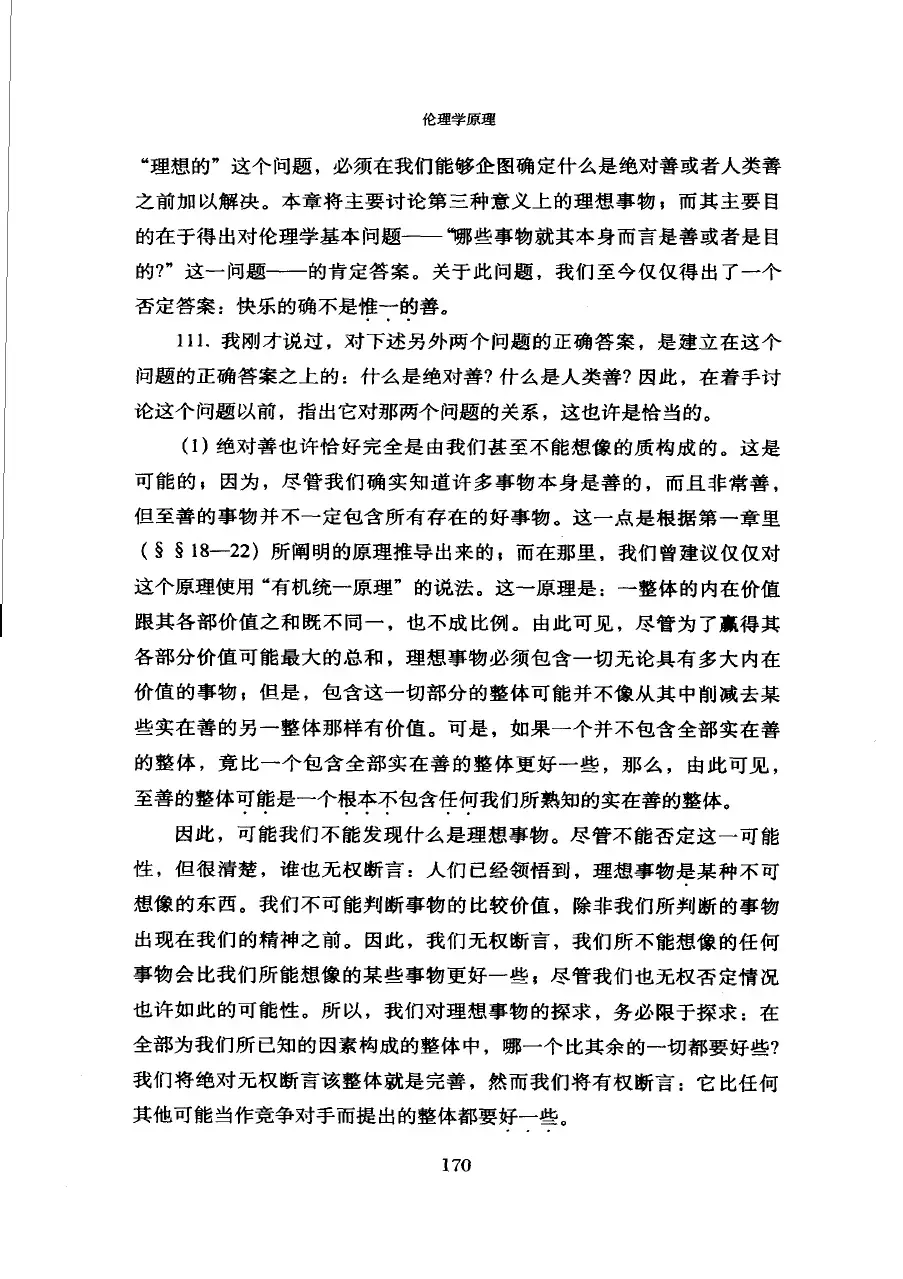 伦理学原理
“理想的”这个问题，必须在我们能够企图确定什么是绝对善或者人类善
之前加以解决。本章将主要讨论第三种意义上的理想事物；而其主要目
的在于得出对伦理学基本问题——“哪些事物就其本身而言是善或者是目
的?”这一问题——的肯定答案。关于此问题，我们至今仅仅得出了一个
否定答案：快乐的确不是惟一的善。
111. 我刚才说过，对下述另外两个问题的正确答案，是建立在这个
问题的正确答案之上的：什么是绝对善? 什么是人类善? 因此，在着手讨
论这个问题以前，指出它对那两个问题的关系，这也许是恰当的。
(1) 绝对善也许恰好完全是由我们甚至不能想像的质构成的。这是
可能的；因为，尽管我们确实知道许多事物本身是善的，而且非常善，
但至善的事物并不一定包含所有存在的好事物。这一点是根据第一章里
（§ §18—22）所阐明的原理推导出来的；而在那里，我们曾建议仅仅对
这个原理使用“有机统一原理”的说法。这一原理是：一整体的内在价值
跟其各部价值之和既不同一，也不成比例。由此可见，尽管为了赢得其
各部分价值可能最大的总和，理想事物必须包含一切无论具有多大内在
价值的事物；但是，包含这一切部分的整体可能并不像从其中削减去某
些实在善的另一整体那样有价值。可是，如果一个并不包含全部实在善
的整体，竟比一个包含全部实在善的整体更好一些，那么，由此可见，
至善的整体可能是一个根本不包含任何我们所熟知的实在善的整体。
因此，可能我们不能发现什么是理想事物。尽管不能否定这一可能
性，但很清楚，谁也无权断言：人们已经领悟到，理想事物是某种不可
想像的东西。我们不可能判断事物的比较价值，除非我们所判断的事物
出现在我们的精神之前。因此，我们无权断言，我们所不能想像的任何
事物会比我们所能想像的某些事物更好一些；尽管我们也无权否定情况
也许如此的可能性。所以，我们对理想事物的探求，务必限于探求：在
全部为我们所已知的因素构成的整体中，哪一个比其余的一切都要好些?
我们将绝对无权断言该整体就是完善，然而我们将有权断言：它比任何
其他可能当作竞争对手而提出的整体都要好一些。
170